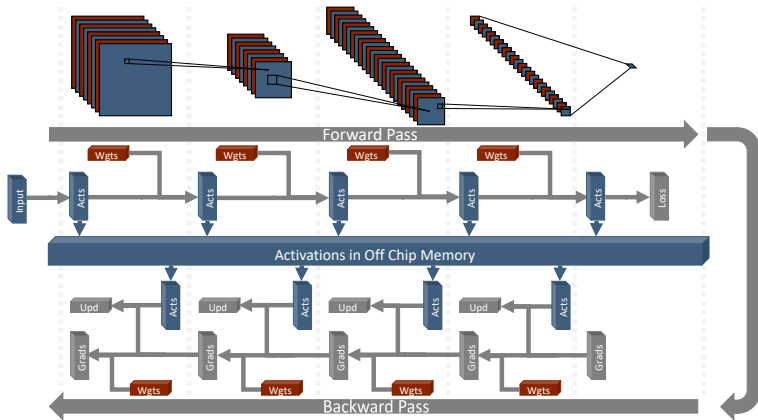 Forward Pass
Wgts Wgts Wgts Wgts
Input Acts Acts Acts Acts Acts Loss
Activations in Off Chip Memory
Upd Acts Upd Acts Upd Acts Upd Acts
Grads Grads Grads Grads Grads
Wgts Wgts Wgts Wgts
Backward Pass